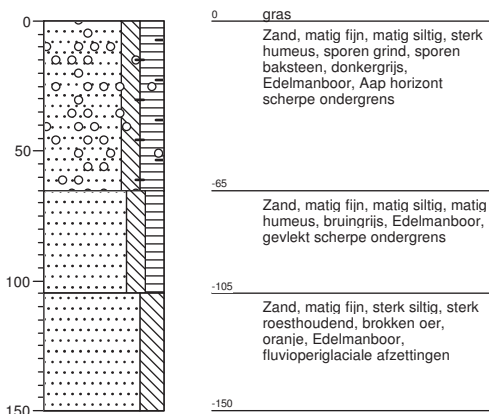 0
0
gras
Zand, matig fijn, matig siltig, sterk
humeus, sporen grind, sporen
baksteen, donkergrijs,
Edelmanboor, Aap horizont
scherpe ondergrens
50
-65
Zand, matig fijn, matig siltig, matig
humeus, bruingrijs, Edelmanboor,
gevlekt scherpe ondergrens
100
-105
Zand, matig fijn, sterk siltig, sterk
roesthoudend, brokken oer,
oranje, Edelmanboor,
fluvioperiglaciale afzettingen
150
-150